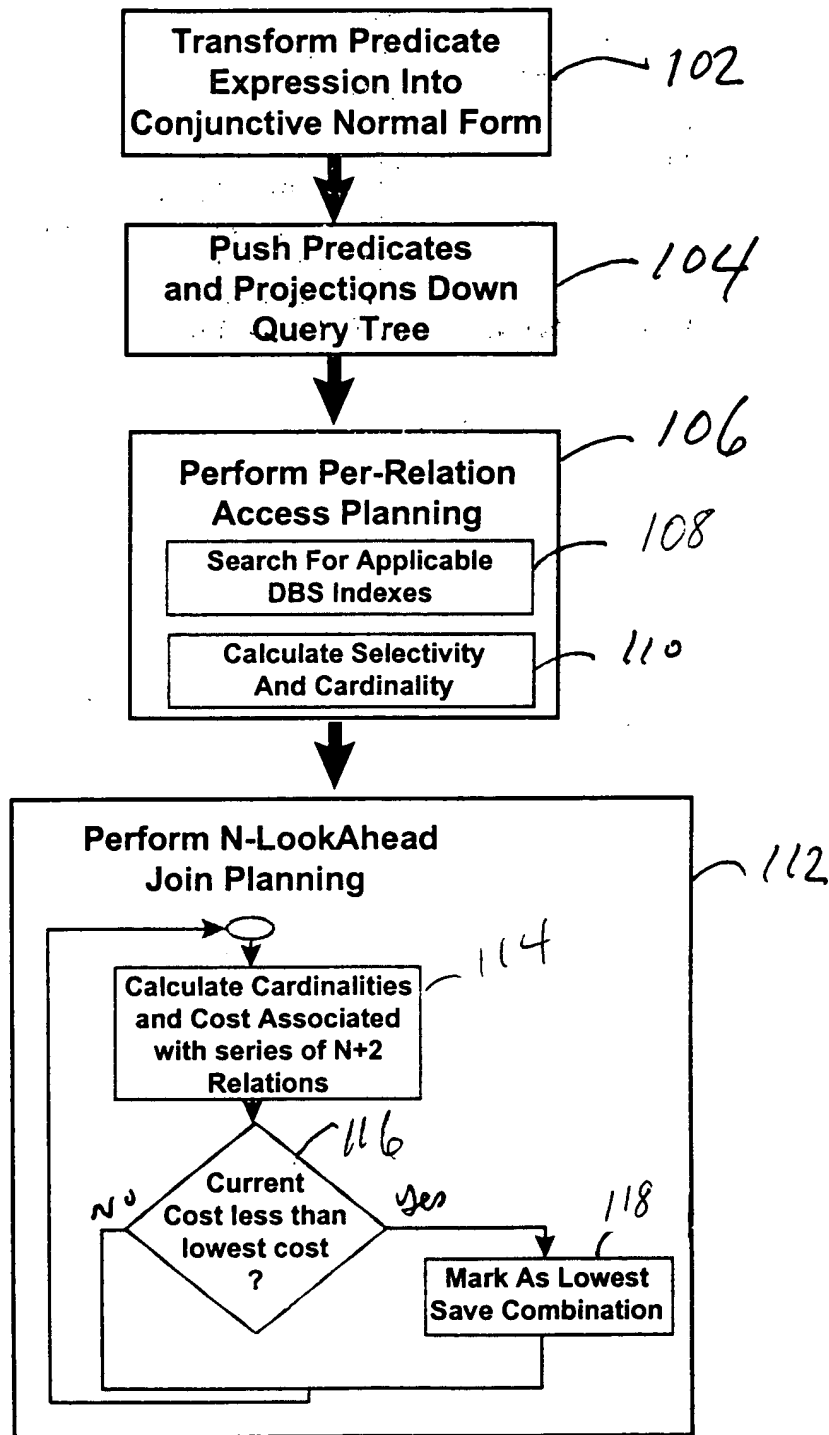 Transform Predicate
Expression Into
Conjunctive Normal Form
102
Push Predicates
and Projections Down
Query Tree
104
106
Perform Per-Relation
Access Planning
Search For Applicable
DBS Indexes
108
Calculate Selectivity
And Cardinality
110
Perform N-LookAhead
Join Planning
112
Calculate Cardinalities
and Cost Associated
with series of N+2
Relations
114
116
Current
Cost less than
lowest cost
?
No
Yes
118
Mark As Lowest
Save Combination